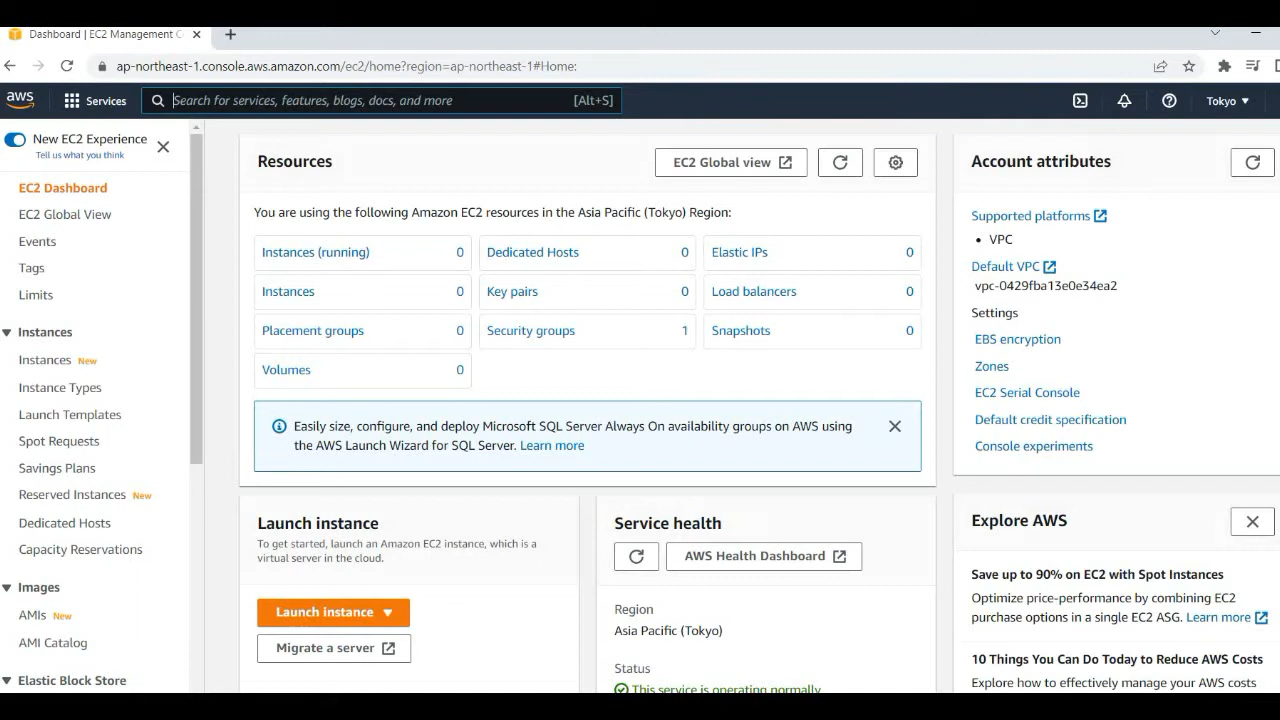 Dashboard | EC2 Management C
ap-northeast-1.console.aws.amazon.com/ec2/home?region=ap-northeast-1#Home:
aws
Services
Search for services, features, blogs, docs, and more
[Alt+S]
Tokyo
New EC2 Experience
Tell us what you think
EC2 Dashboard
EC2 Global View
Events
Tags
Limits
Instances
Instances New
Instance Types
Launch Templates
Spot Requests
Savings Plans
Reserved Instances New
Dedicated Hosts
Capacity Reservations
Images
AMIs New
AMI Catalog
Elastic Block Store
Resources
EC2 Global view
You are using the following Amazon EC2 resources in the Asia Pacific (Tokyo) Region:
Instances (running) 0
Dedicated Hosts 0
Elastic IPs 0
Instances 0
Key pairs 0
Load balancers 0
Placement groups 0
Security groups 1
Snapshots 0
Volumes 0
Easily size, configure, and deploy Microsoft SQL Server Always On availability groups on AWS using
the AWS Launch Wizard for SQL Server. Learn more
Launch instance
To get started, launch an Amazon EC2 instance, which is a
virtual server in the cloud.
Launch instance
Migrate a server
Service health
AWS Health Dashboard
Region
Asia Pacific (Tokyo)
Status
This service is operating normally
Account attributes
Supported platforms
• VPC
Default VPC
vpc-0429fba13e0e34ea2
Settings
EBS encryption
Zones
EC2 Serial Console
Default credit specification
Console experiments
Explore AWS
Save up to 90% on EC2 with Spot Instances
Optimize price-performance by combining EC2
purchase options in a single EC2 ASG. Learn more
10 Things You Can Do Today to Reduce AWS Costs
Explore how to effectively manage your AWS costs